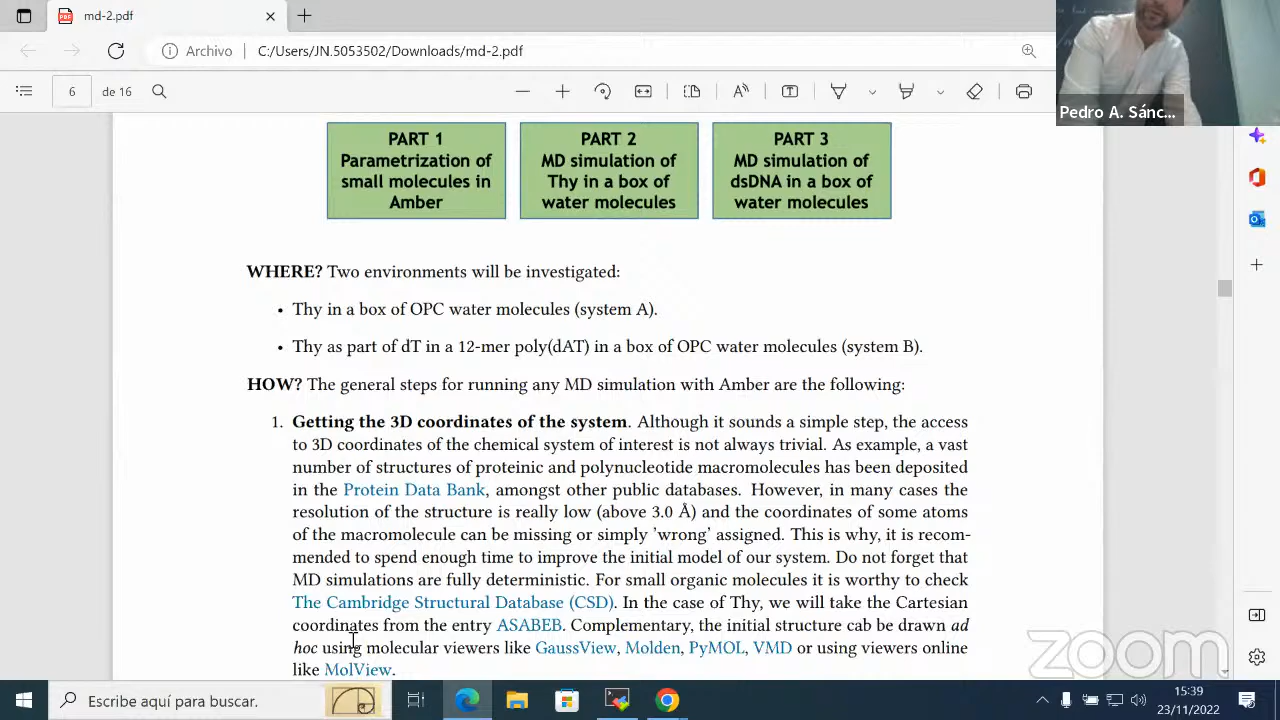 md-2.pdf
Archivo
C:/Users/JN.5053502/Downloads/md-2.pdf
6
de 16
Pedro A. Sánc...
PART 1
Parametrization of
small molecules in
Amber
PART 2
MD simulation of
Thy in a box of
water molecules
PART 3
MD simulation of
dsDNA in a box of
water molecules
WHERE? Two environments will be investigated:
• Thy in a box of OPC water molecules (system A).
• Thy as part of dT in a 12-mer poly(dAT) in a box of OPC water molecules (system B).
HOW? The general steps for running any MD simulation with Amber are the following:
1. Getting the 3D coordinates of the system. Although it sounds a simple step, the access
to 3D coordinates of the chemical system of interest is not always trivial. As example, a vast
number of structures of proteinic and polynucleotide macromolecules has been deposited
in the Protein Data Bank, amongst other public databases. However, in many cases the
resolution of the structure is really low (above 3.0 Å) and the coordinates of some atoms
of the macromolecule can be missing or simply 'wrong' assigned. This is why, it is recom-
mended to spend enough time to improve the initial model of our system. Do not forget that
MD simulations are fully deterministic. For small organic molecules it is worthy to check
The Cambridge Structural Database (CSD). In the case of Thy, we will take the Cartesian
coordinates from the entry ASABEB. Complementary, the initial structure cab be drawn ad
hoc using molecular viewers like GaussView, Molden, PyMOL, VMD or using viewers online
like MolView.
zoom
Escribe aquí para buscar.
15:39
23/11/2022